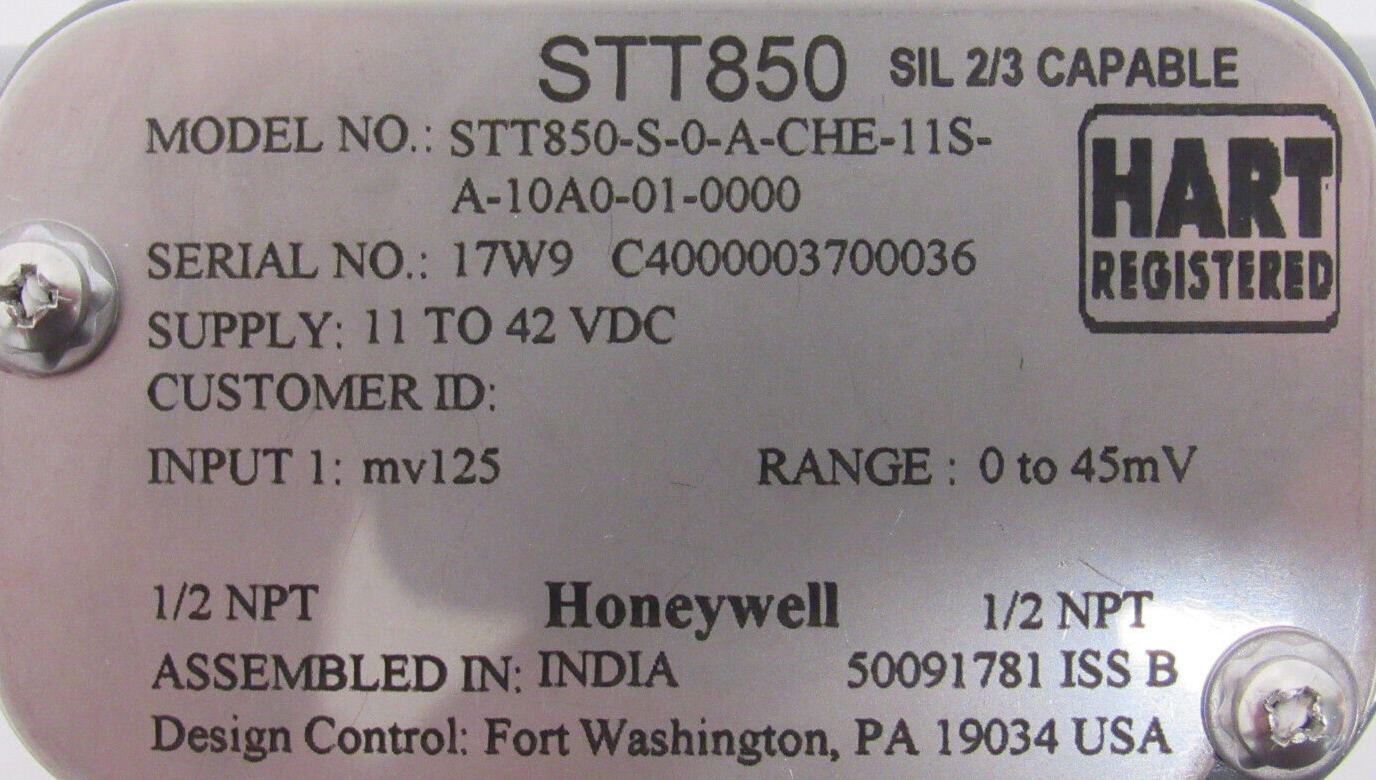 STT850 SIL 2/3 CAPABLE
MODEL NO.: STT850-S-0-A-CHE-11S-
A-10A0-01-0000
HART
REGISTERED
SERIAL NO.: 17W9 C4000003700036
SUPPLY: 11 TO 42 VDC
CUSTOMER ID:
INPUT 1: mv125 RANGE : 0 to 45mV
1/2 NPT Honeywell 1/2 NPT
ASSEMBLED IN: INDIA 50091781 ISS B
Design Control: Fort Washington, PA 19034 USA